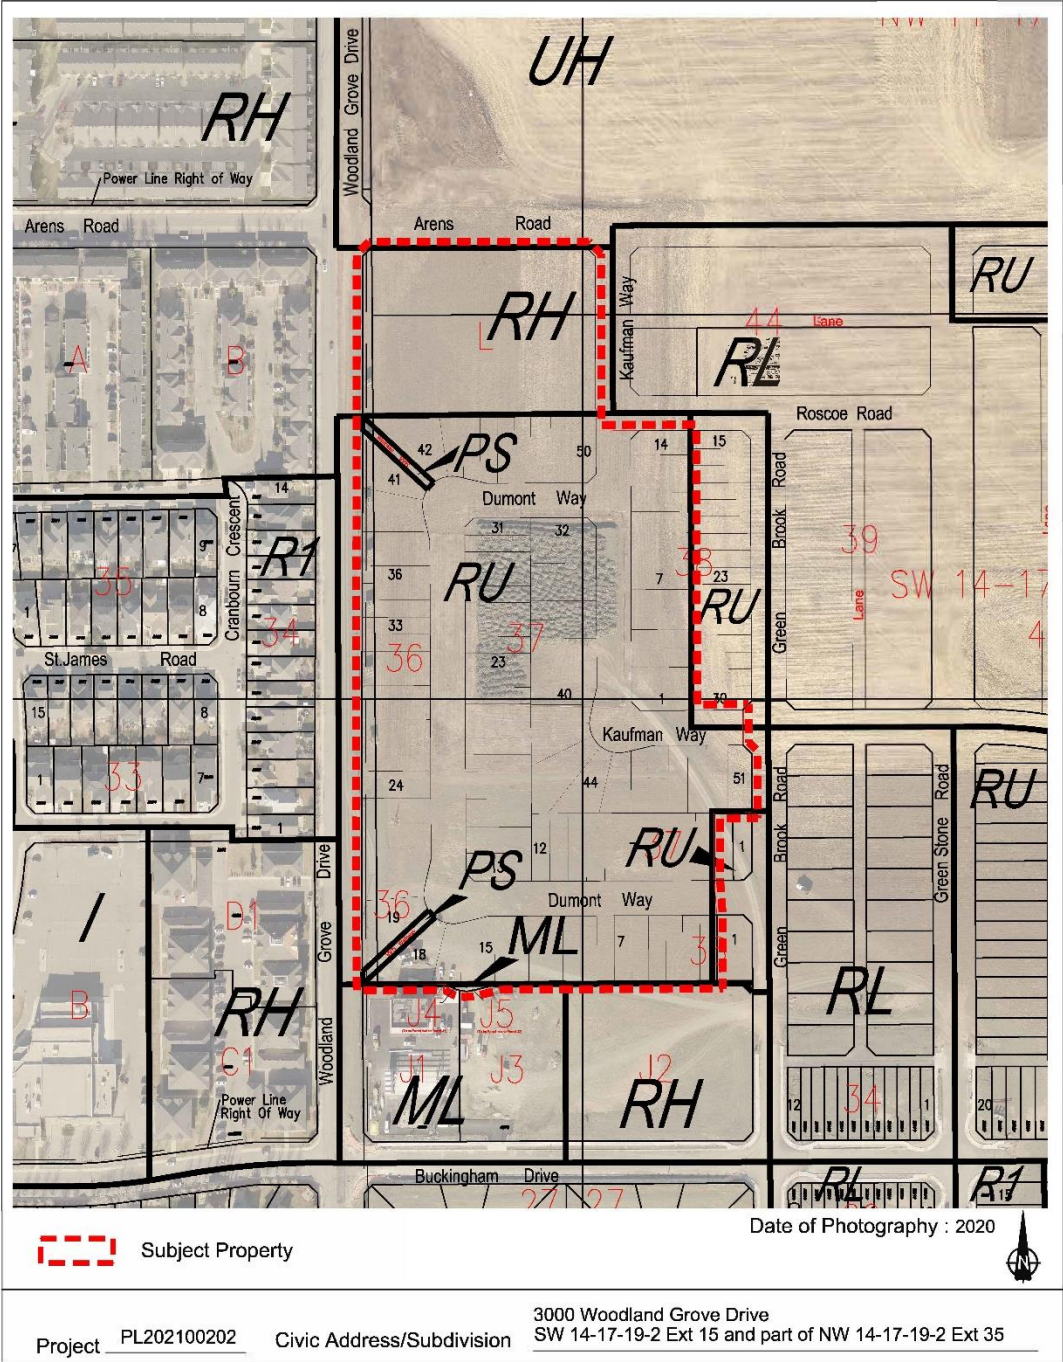 NW 14-17
UH
RH
Woodland Grove Drive
Power Line Right of Way
Arens Road
Arens Road
RU
RH
L
Kaufman Way
44
Lane
RL
A
B
Roscoe Road
42
PS
41
50
14
15
Dumont Way
14
Cranbourn Crescent
R1
9
35
1
8
34
31
32
36
RU
37
33
36
23
40
7
38
23
RU
1
30
Green Brook Road
39
Lane
SW 14-17
4
St.James Road
15
8
1
33
7
1
24
Kaufman Way
44
51
12
13
RU
37
1
PS
36
19
18
15
ML
Dumont Way
7
3
1
Green Brook Road
Green Stone Road
RU
RL
I
B
D1
RH
C1
Woodland Grove Drive
Power Line
Right Of Way
J4
J5
J1
J3
ML
J2
RH
12
34
1
20
Buckingham Drive
27
27
RL
R1
15
Date of Photography : 2020
Subject Property
Project PL202100202
Civic Address/Subdivision
3000 Woodland Grove Drive
SW 14-17-19-2 Ext 15 and part of NW 14-17-19-2 Ext 35